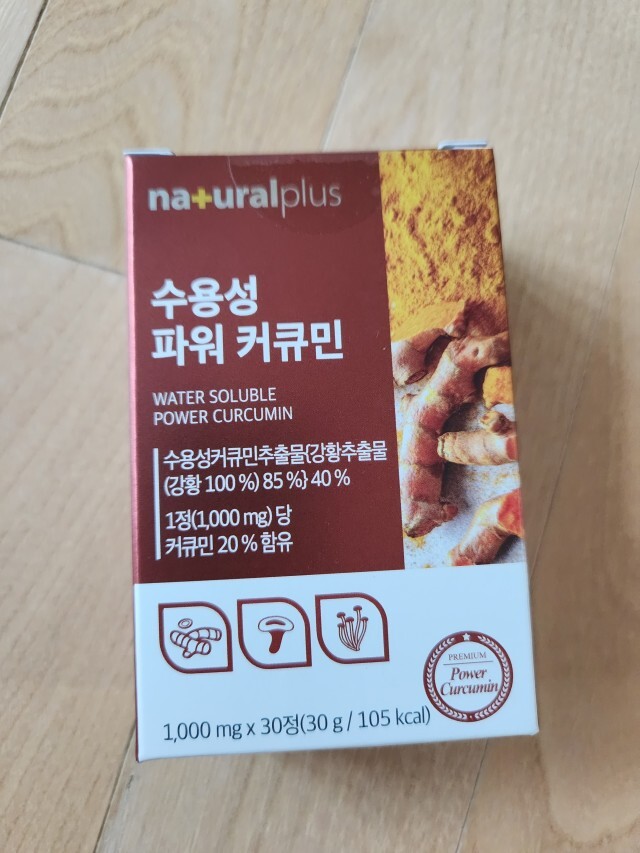 na+uralplus
수용성
파워 커큐민
WATER SOLUBLE
POWER CURCUMIN
수용성커큐민추출물{강황추출물
(강황 100 %) 85 %} 40 %
1정(1,000 mg) 당
커큐민 20 % 함유
PREMIUM
Power
Curcumin
1,000 mg x 30정(30 g / 105 kcal)